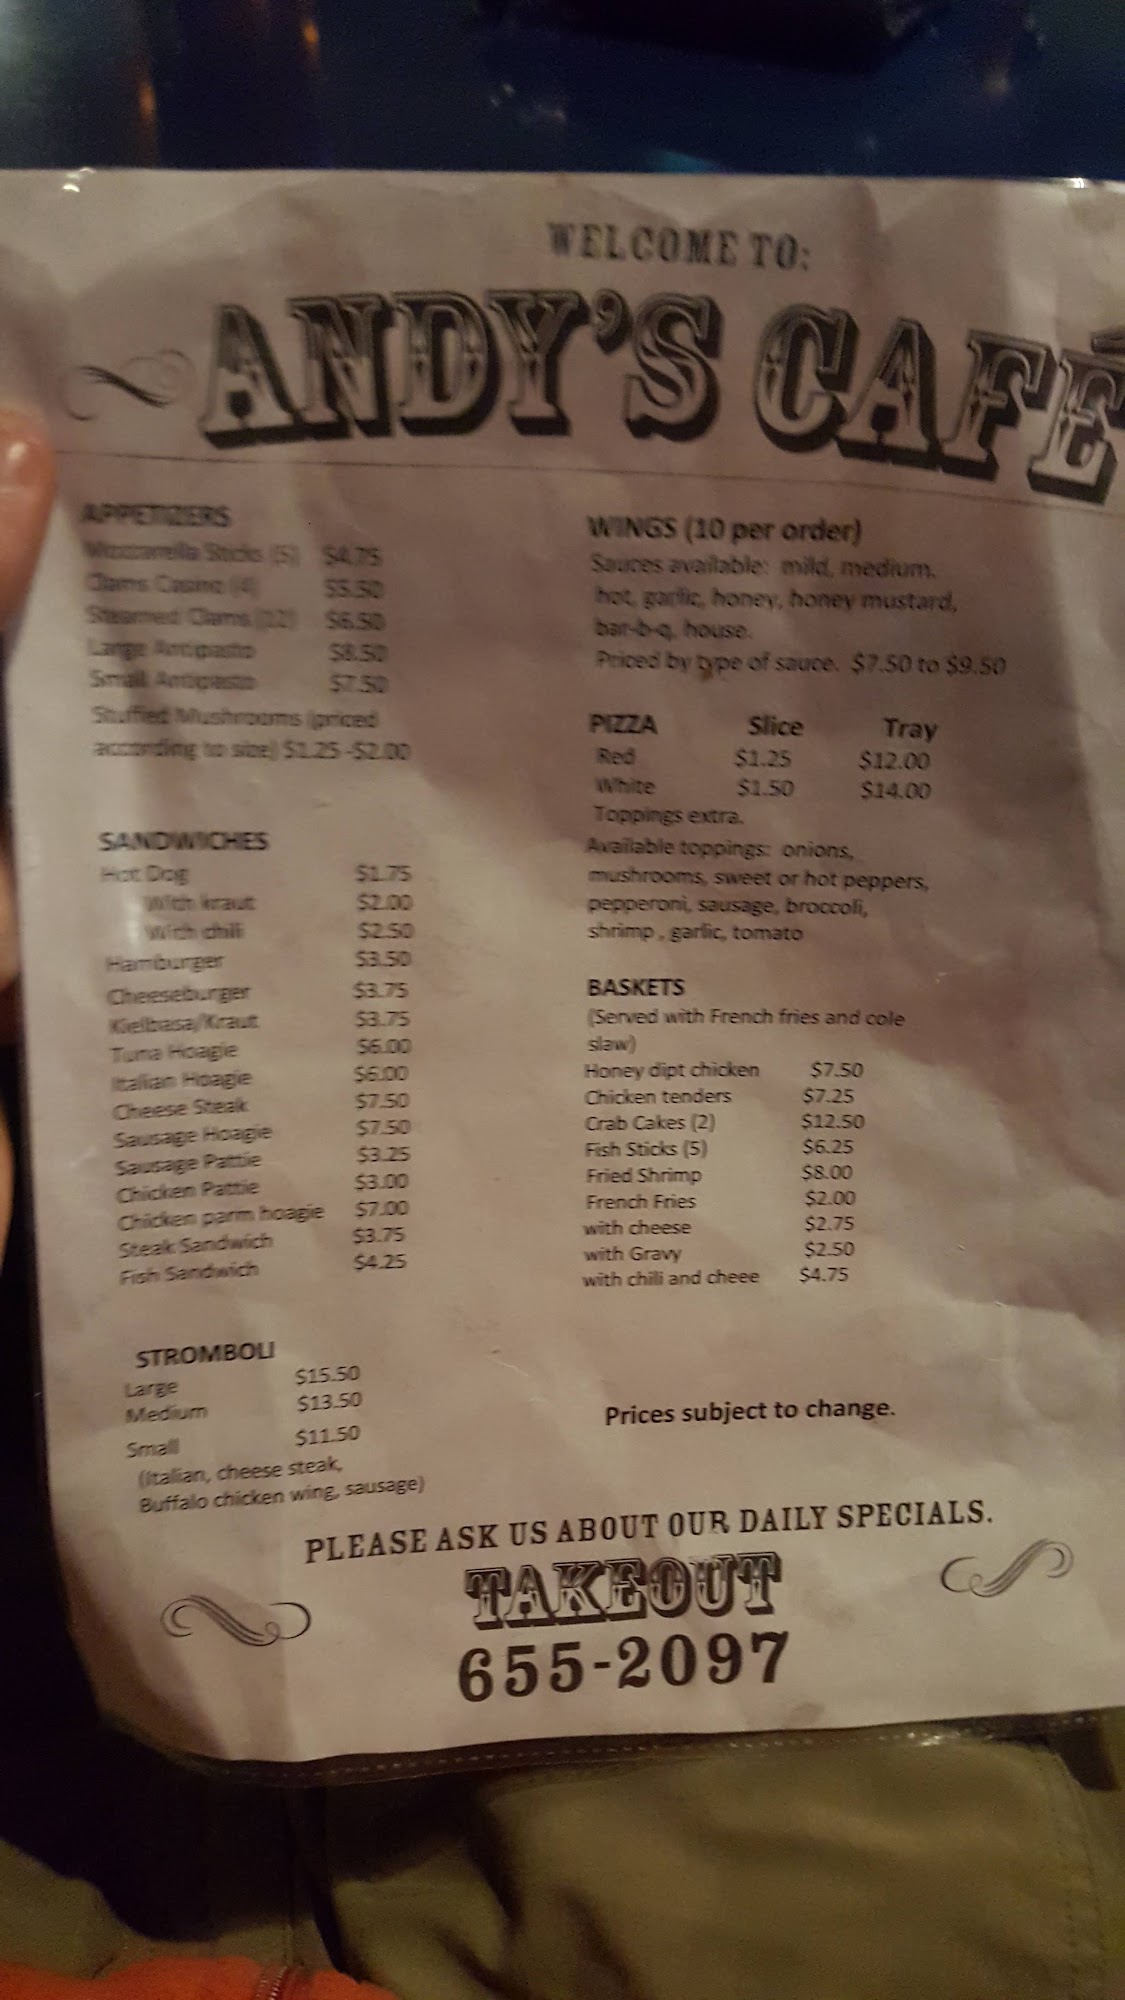 WELCOME TO:
ANDY'S CAFÉ
APPETIZERS
Mozzarella Sticks (5) $4.75
Clams Casino (4) $5.50
Steamed Clams (12) $6.50
Large Antipasto $8.50
Small Antipasto $7.50
Stuffed Mushrooms (priced
according to size) $1.25-$2.00
SANDWICHES
Hot Dog $1.75
With kraut $2.00
With chili $2.50
Hamburger $3.50
Cheeseburger $3.75
Kielbasa/Kraut $3.75
Tuna Hoagie $6.00
Italian Hoagie $6.00
Cheese Steak $7.50
Sausage Hoagie $7.50
Sausage Pattie $3.25
Chicken Pattie $3.00
Chicken parm hoagie $7.00
Steak Sandwich $3.75
Fish Sandwich $4.25
STROMBOLI
Large $15.50
Medium $13.50
Small $11.50
(Italian, cheese steak,
Buffalo chicken wing, sausage)
WINGS (10 per order)
Sauces available: mild, medium,
hot, garlic, honey, honey mustard,
bar-b-q, house.
Priced by type of sauce. $7.50 to $9.50
PIZZA Slice Tray
Red $1.25 $12.00
White $1.50 $14.00
Toppings extra.
Available toppings: onions,
mushrooms, sweet or hot peppers,
pepperoni, sausage, broccoli,
shrimp, garlic, tomato
BASKETS
(Served with French fries and cole
slaw)
Honey dipt chicken $7.50
Chicken tenders $7.25
Crab Cakes (2) $12.50
Fish Sticks (5) $6.25
Fried Shrimp $8.00
French Fries $2.00
with cheese $2.75
with Gravy $2.50
with chili and cheee $4.75
Prices subject to change.
PLEASE ASK US ABOUT OUR DAILY SPECIALS.
TAKEOUT
655-2097